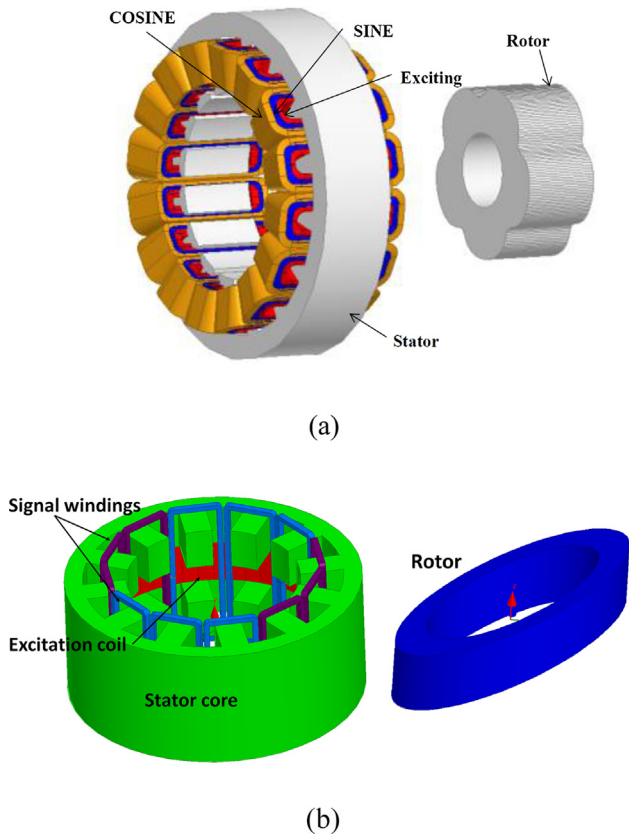 COSINE
SINE
Rotor
Exciting
Stator
(a)
Signal windings
Rotor
Excitation coil
Stator core
(b)